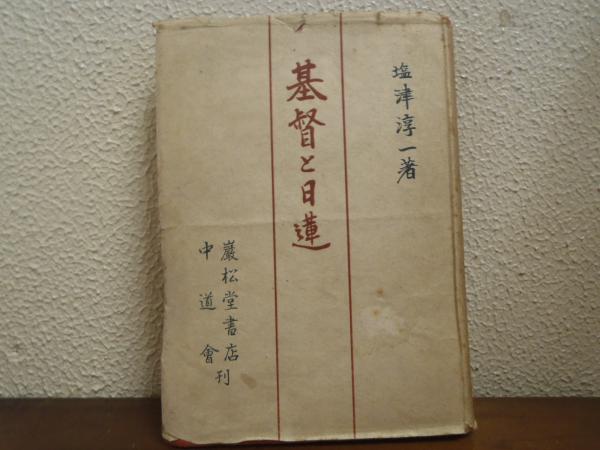 塩津淳一著
基督と日蓮
巖松堂書店
中道會刊